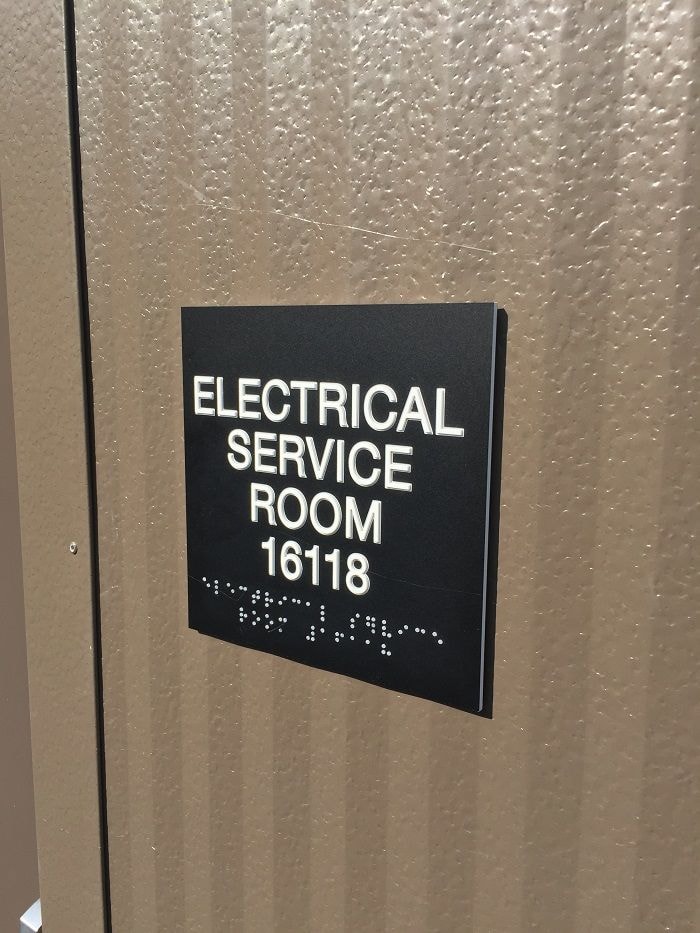 ELECTRICAL
SERVICE
ROOM
16118